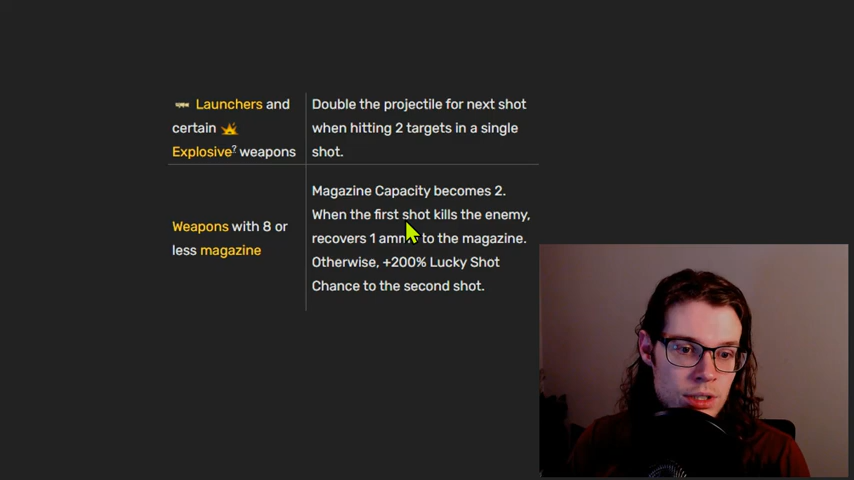 Launchers and
certain
Explosive? weapons
Double the projectile for next shot
when hitting 2 targets in a single
shot.
Weapons with 8 or
less magazine
Magazine Capacity becomes 2.
When the first shot kills the enemy,
recovers 1 ammo to the magazine.
Otherwise, +200% Lucky Shot
Chance to the second shot.